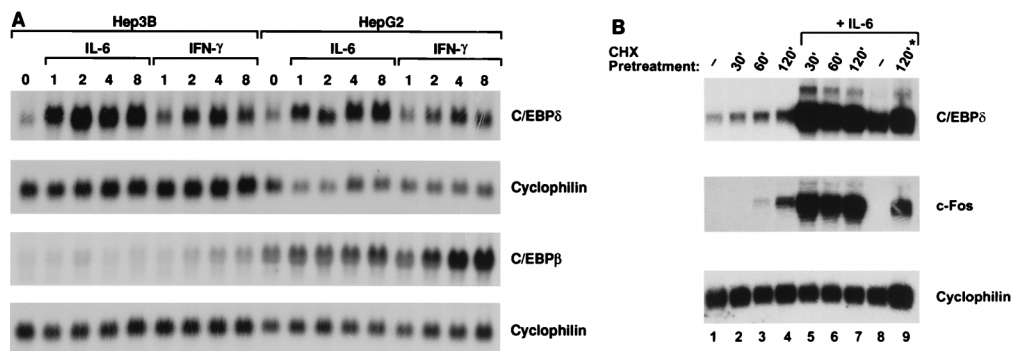 A
Hep3B HepG2
IL-6 IFN-γ IL-6 IFN-γ
0 1 2 4 8 1 2 4 8 0 1 2 4 8 1 2 4 8
C/EBPδ
Cyclophilin
C/EBPβ
Cyclophilin
B
+ IL-6
CHX
Pretreatment: - 30' 60' 120' 30' 60' 120' - 120'*
C/EBPδ
c-Fos
Cyclophilin
1 2 3 4 5 6 7 8 9